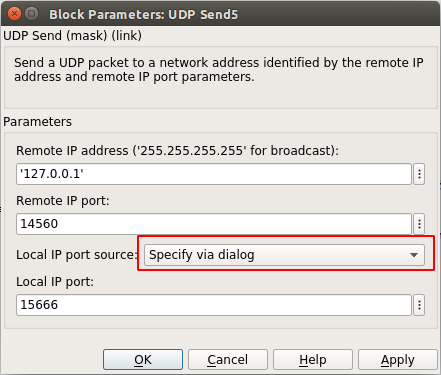 Block Parameters: UDP Send5
UDP Send (mask) (link)
Send a UDP packet to a network address identified by the remote IP
address and remote IP port parameters.
Parameters
Remote IP address ('255.255.255.255' for broadcast):
'127.0.0.1'
Remote IP port:
14560
Local IP port source: Specify via dialog
Local IP port:
15666
OK Cancel Help Apply